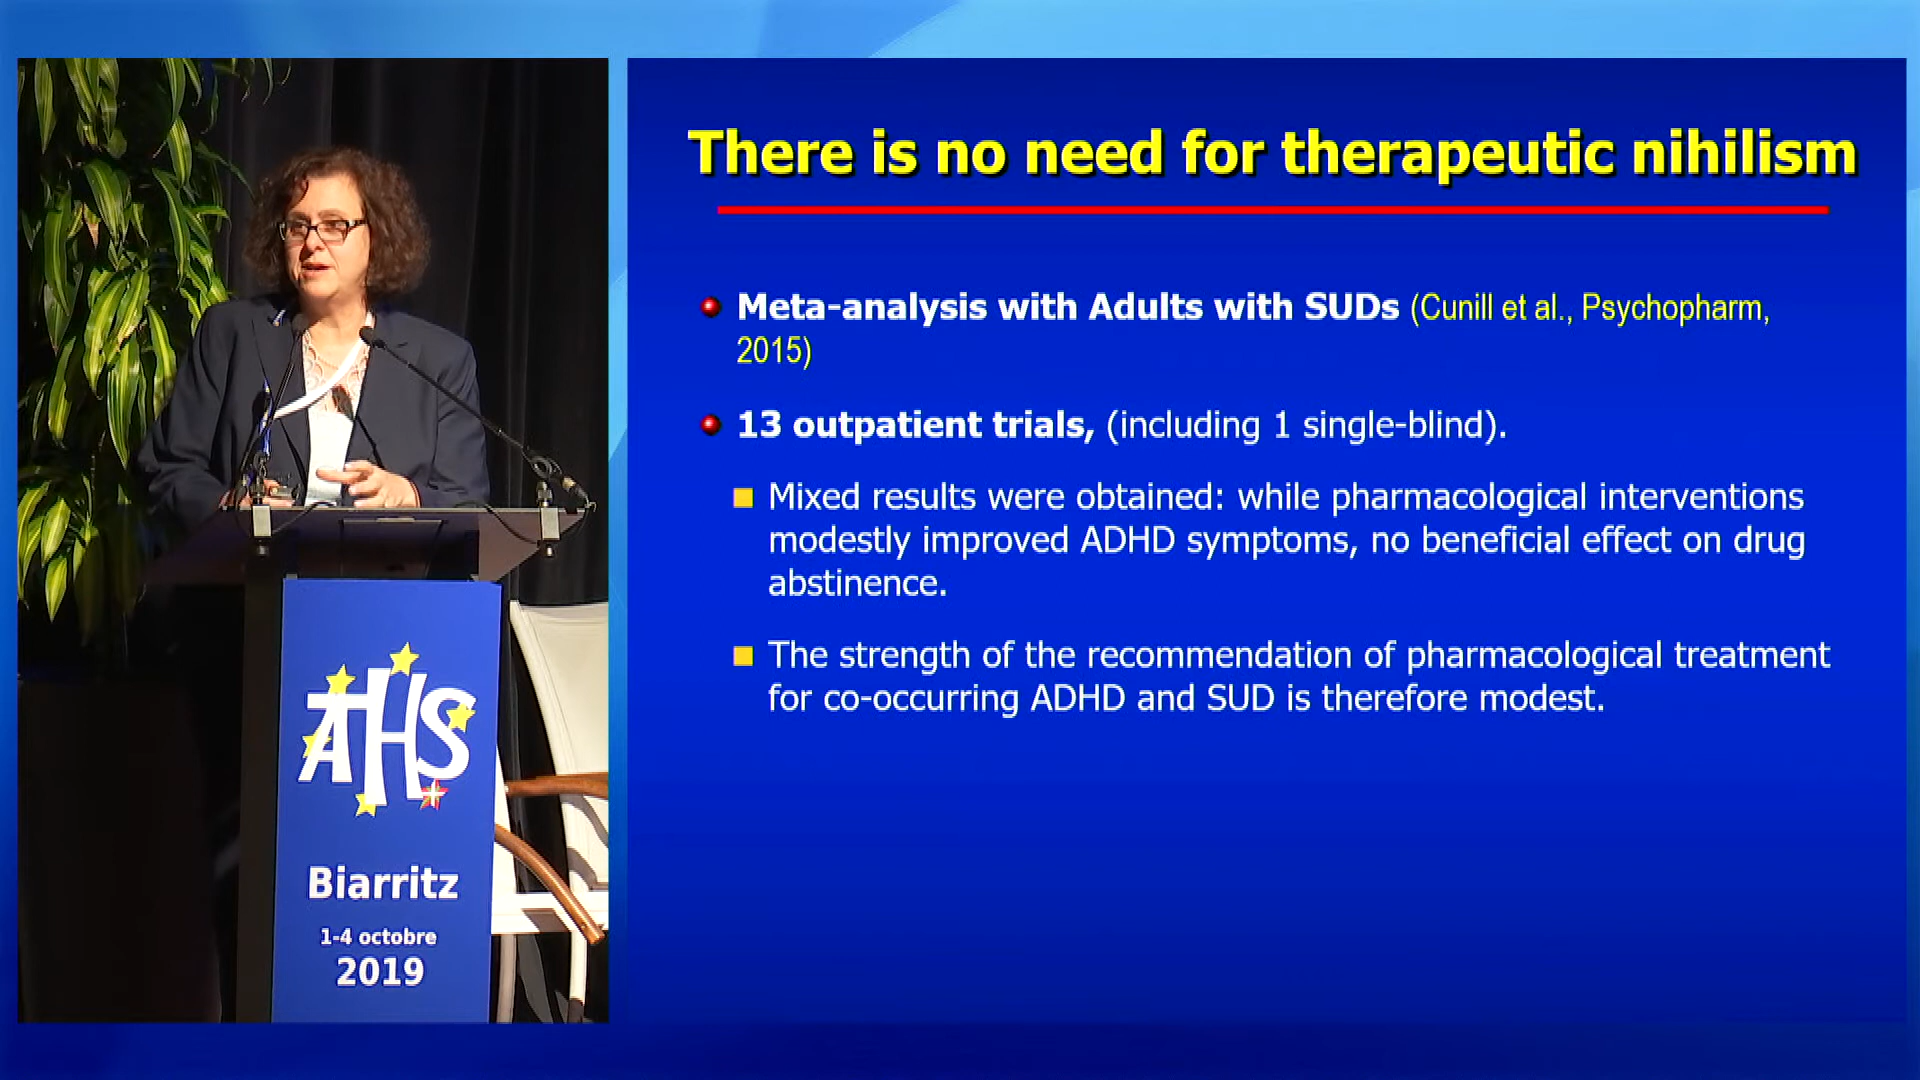 There is no need for therapeutic nihilism
Meta-analysis with Adults with SUDs (Cunill et al., Psychopharm,
2015)
13 outpatient trials, (including 1 single-blind).
Mixed results were obtained: while pharmacological interventions
modestly improved ADHD symptoms, no beneficial effect on drug
abstinence.
The strength of the recommendation of pharmacological treatment
for co-occurring ADHD and SUD is therefore modest.
AHS
Biarritz
1-4 octobre
2019